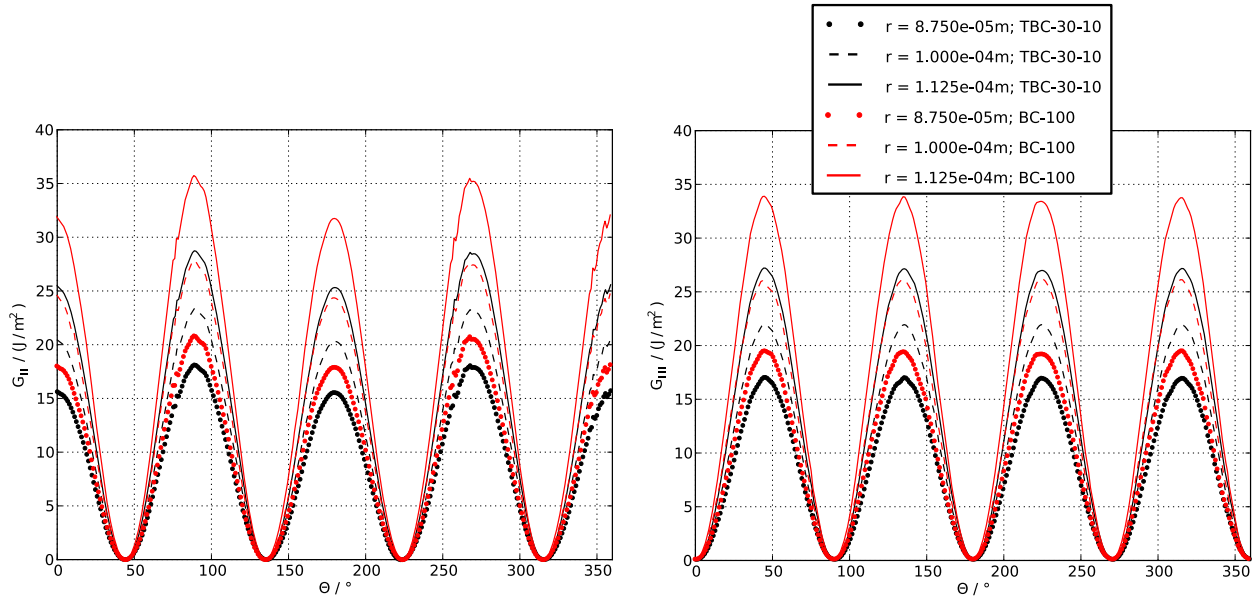 r = 8.750e-05m; TBC-30-10
r = 1.000e-04m; TBC-30-10
r = 1.125e-04m; TBC-30-10
r = 8.750e-05m; BC-100
r = 1.000e-04m; BC-100
r = 1.125e-04m; BC-100
40
35
30
25
20
15
10
5
0
G_II / (J / m²)
0 50 100 150 200 250 300 350
Θ / °
40
35
30
25
20
15
10
5
0
G_III / (J / m²)
0 50 100 150 200 250 300 350
Θ / °